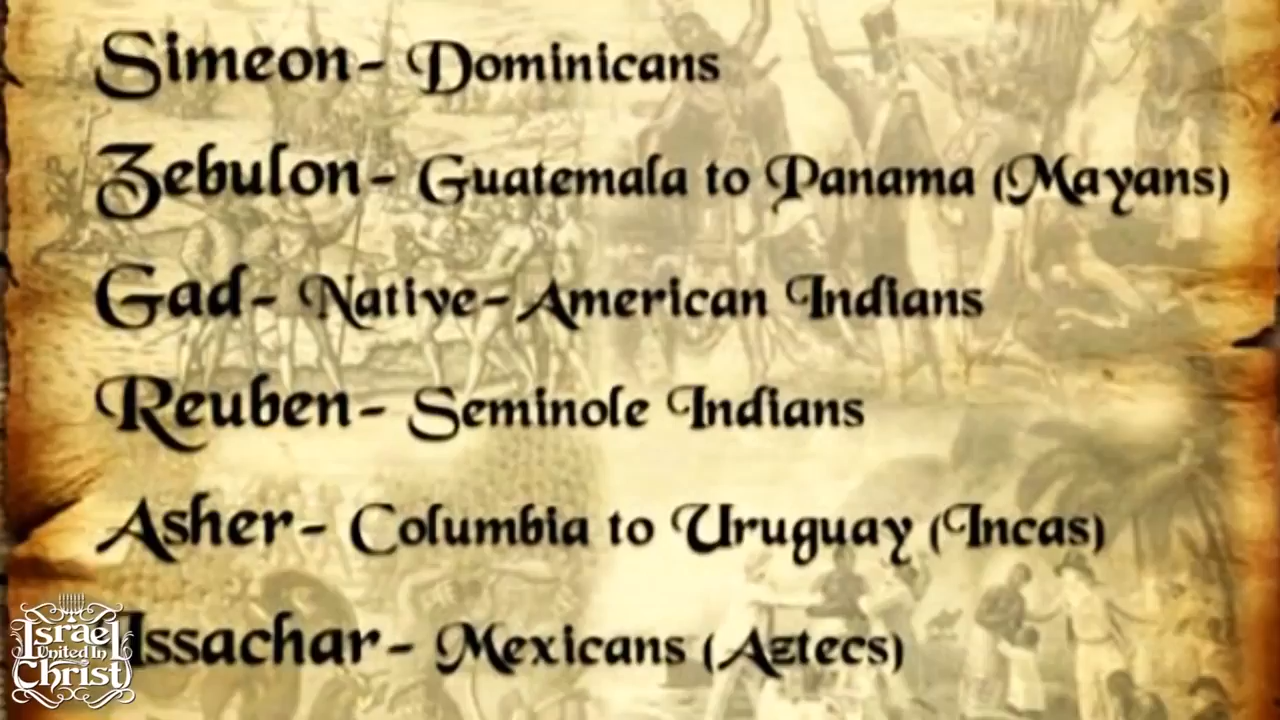 Simeon- Dominicans
Zebulon- Guatemala to Panama (Mayans)
Gad- Native-American Indians
Reuben- Seminole Indians
Asher- Columbia to Uruguay (Incas)
Issachar- Mexicans (Aztecs)
Israel
United In
Christ